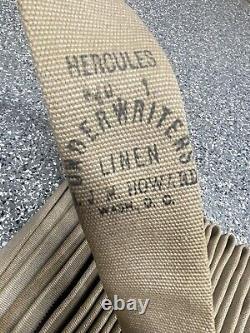 HERCULES
No. 1
UNDERWRITERS
LINEN
J. M. HOWARD
WASH. D. C.